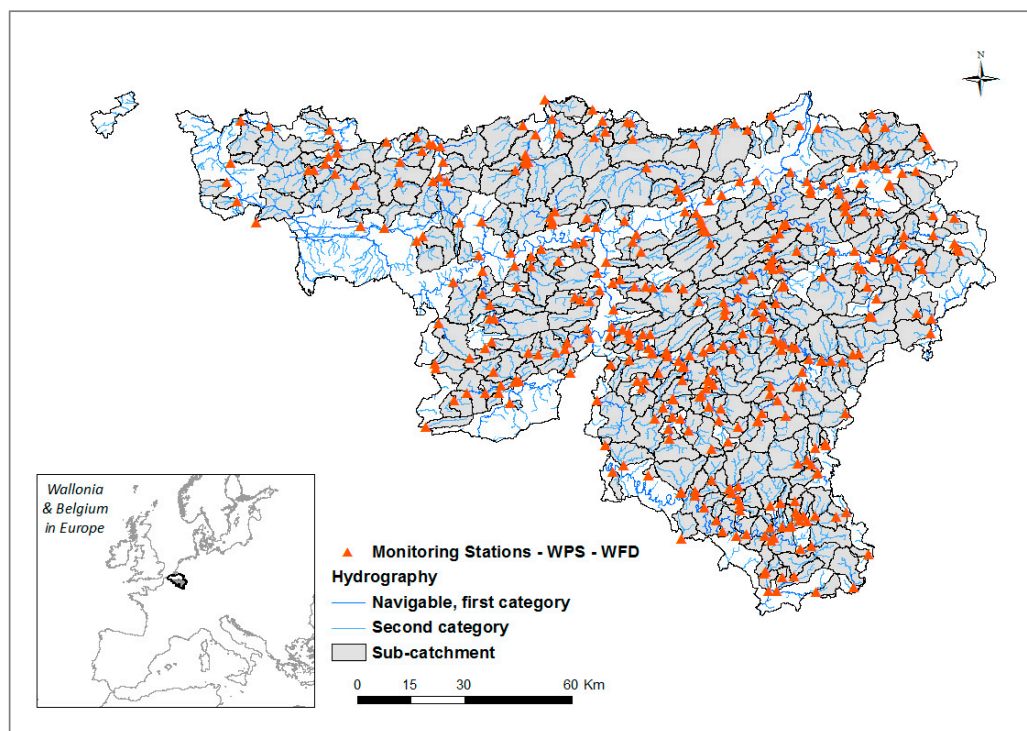 N
Wallonia
& Belgium
in Europe
Monitoring Stations - WPS - WFD
Hydrography
Navigable, first category
Second category
Sub-catchment
0 15 30 60 Km